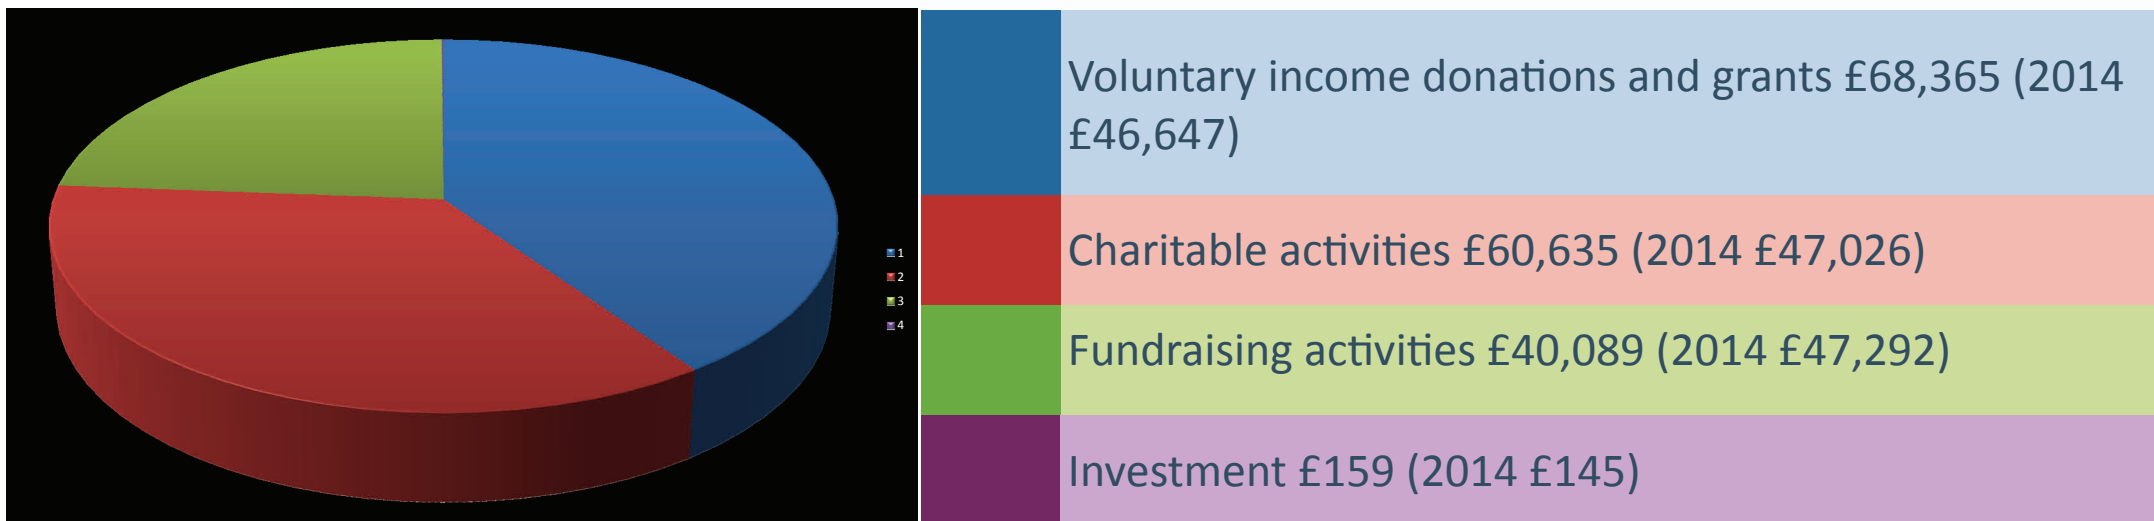 1
2
3
4
Voluntary income donations and grants £68,365 (2014
£46,647)
Charitable activities £60,635 (2014 £47,026)
Fundraising activities £40,089 (2014 £47,292)
Investment £159 (2014 £145)